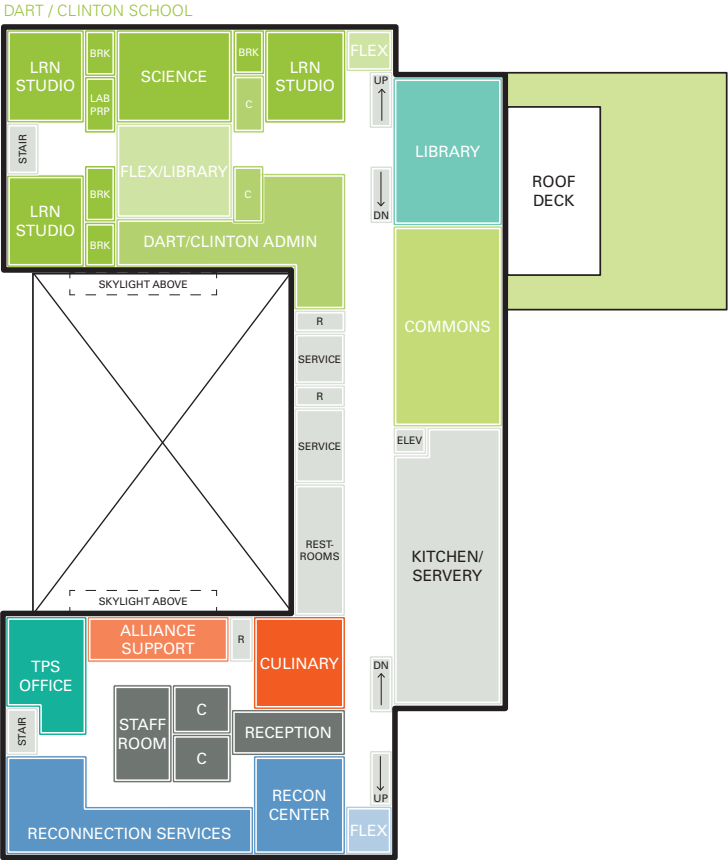 DART / CLINTON SCHOOL
LRN
STUDIO
BRK
SCIENCE
BRK
LRN
STUDIO
FLEX
LAB
PRP
C
UP
STAIR
FLEX/LIBRARY
LIBRARY
ROOF
DECK
LRN
STUDIO
BRK
C
DN
BRK
DART/CLINTON ADMIN
SKYLIGHT ABOVE
R
COMMONS
SERVICE
R
SERVICE
ELEV
REST-
ROOMS
KITCHEN/
SERVERY
SKYLIGHT ABOVE
ALLIANCE
SUPPORT
R
CULINARY
DN
TPS
OFFICE
STAIR
STAFF
ROOM
C
RECEPTION
C
UP
RECON
CENTER
RECONNECTION SERVICES
FLEX